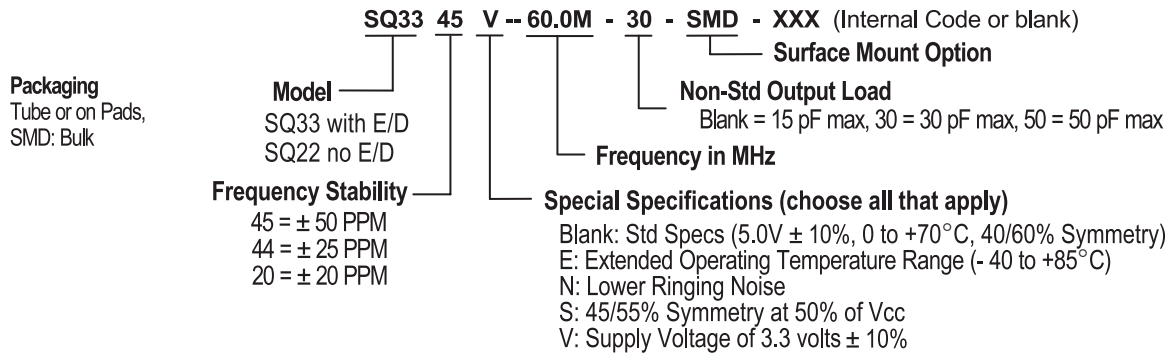 SQ33 45 V -- 60.0M - 30 - SMD - XXX (Internal Code or blank)
Surface Mount Option
Packaging
Tube or on Pads,
SMD: Bulk
Model
SQ33 with E/D
SQ22 no E/D
Non-Std Output Load
Blank = 15 pF max, 30 = 30 pF max, 50 = 50 pF max
Frequency in MHz
Frequency Stability
45 = ± 50 PPM
44 = ± 25 PPM
20 = ± 20 PPM
Special Specifications (choose all that apply)
Blank: Std Specs (5.0V ± 10%, 0 to +70°C, 40/60% Symmetry)
E: Extended Operating Temperature Range (- 40 to +85°C)
N: Lower Ringing Noise
S: 45/55% Symmetry at 50% of Vcc
V: Supply Voltage of 3.3 volts ± 10%